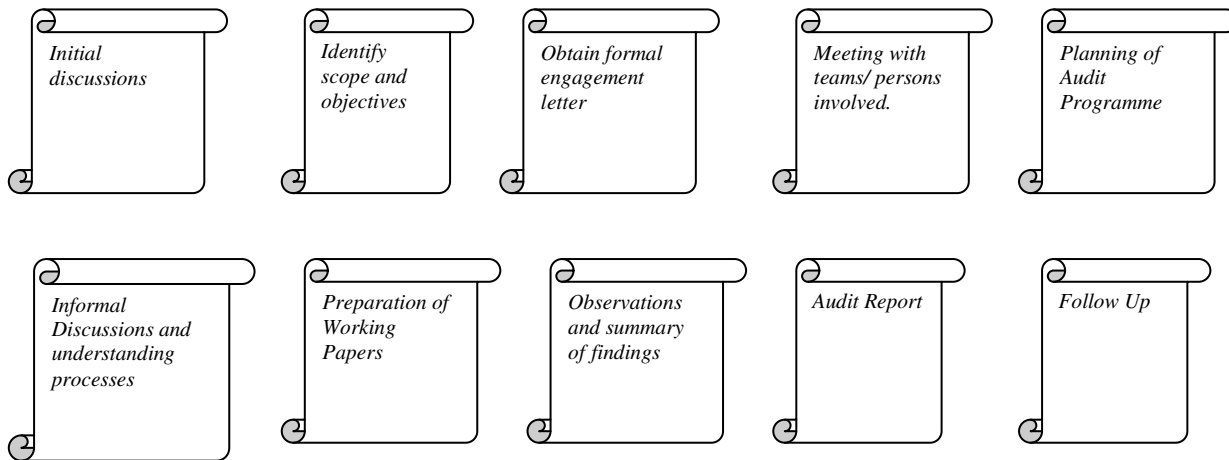 Initial
discussions
Identify
scope and
objectives
Obtain formal
engagement
letter
Meeting with
teams/ persons
involved.
Planning of
Audit
Programme
Informal
Discussions and
understanding
processes
Preparation of
Working
Papers
Observations
and summary
of findings
Audit Report
Follow Up